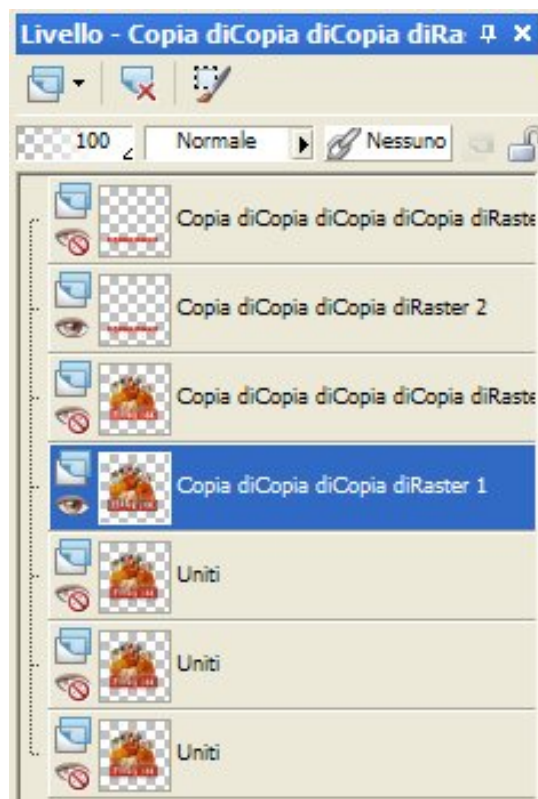 Livello - Copia diCopia diCopia diRa
100 Normale Nessuno
Copia diCopia diCopia diCopia diRaste
Copia diCopia diCopia diRaster 2
Copia diCopia diCopia diCopia diRaste
Copia diCopia diCopia diRaster 1
Uniti
Uniti
Uniti